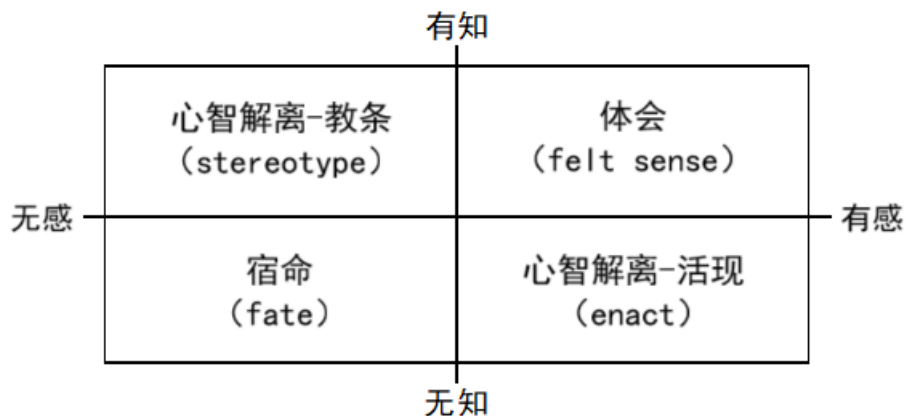 有知
心智解离-教条
（stereotype）
体会
（felt sense）
无感
有感
宿命
（fate）
心智解离-活现
（enact）
无知